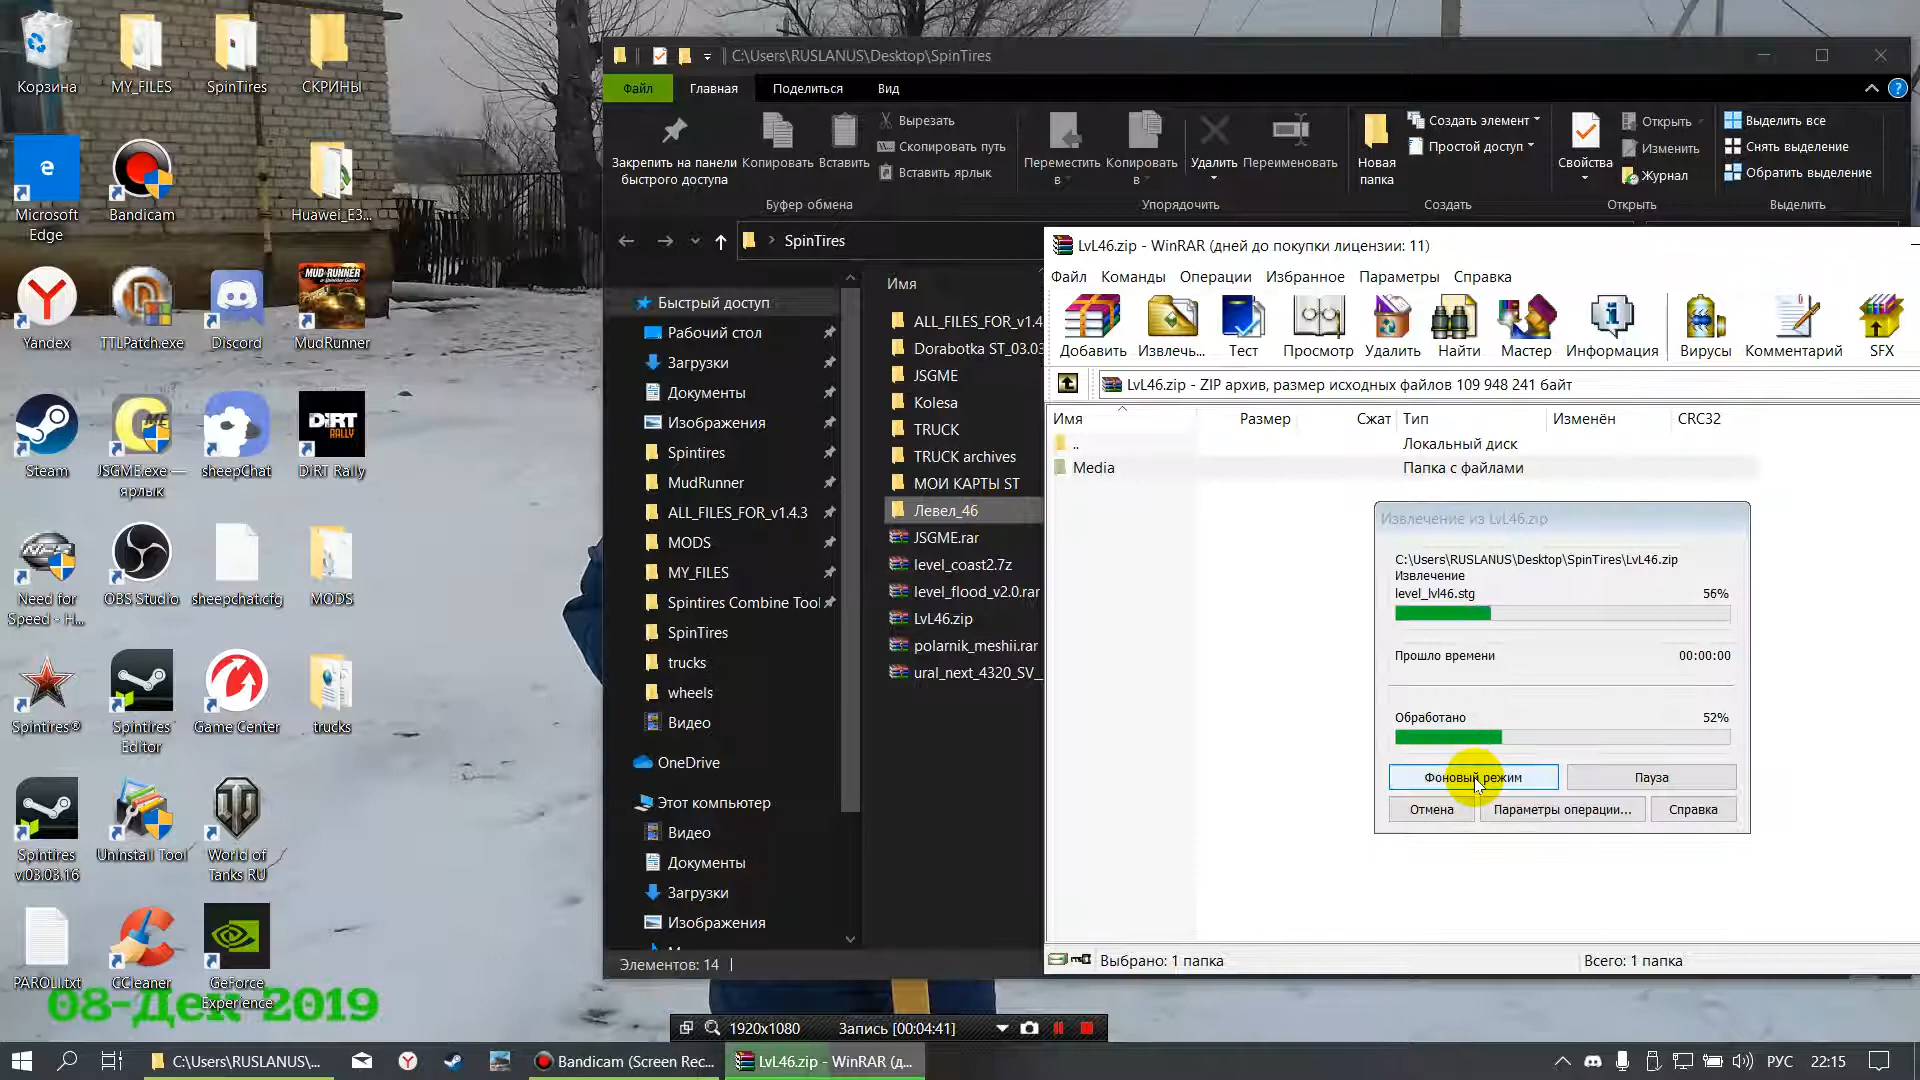 Корзина
MY_FILES
SpinTires
СКРИНЫ
Microsoft Edge
Bandicam
Huawei_E3...
Yandex
TTLPatch.exe
Discord
MudRunner
MUD-RUNNER
Steam
JSGME.exe — ярлык
sheepChat
DiRT Rally
DiRT
RALLY
Need for Speed - H...
OBS Studio
sheepchat.cfg
MODS
Spintires®
Spintires Editor
Game Center
trucks
Spintires v.03.03.16
Uninstall Tool
World of Tanks RU
PAROLI.txt
CCleaner
GeForce Experience
08-Дек 2019
C:\Users\RUSLANUS\Desktop\SpinTires
Файл
Главная
Поделиться
Вид
Закрепить на панели быстрого доступа
Копировать
Вставить
Вырезать
Скопировать путь
Вставить ярлык
Буфер обмена
Переместить в
Копировать в
Удалить
Переименовать
Упорядочить
Новая папка
Создать элемент
Простой доступ
Создать
Свойства
Открыть
Изменить
Журнал
Открыть
Выделить все
Снять выделение
Обратить выделение
Выделить
SpinTires
Быстрый доступ
Рабочий стол
Загрузки
Документы
Изображения
Spintires
MudRunner
ALL_FILES_FOR_v1.4.3
MODS
MY_FILES
Spintires Combine Tool
SpinTires
trucks
wheels
Видео
OneDrive
Этот компьютер
Видео
Документы
Загрузки
Изображения
Имя
ALL_FILES_FOR_v1.4
Dorabotka ST_03.03
JSGME
Kolesa
TRUCK
TRUCK archives
МОИ КАРТЫ ST
Левел_46
JSGME.rar
level_coast2.7z
level_flood_v2.0.rar
LvL46.zip
polarnik_meshii.rar
ural_next_4320_SV_
Элементов: 14
LvL46.zip - WinRAR (дней до покупки лицензии: 11)
Файл Команды Операции Избранное Параметры Справка
Добавить Извлечь... Тест Просмотр Удалить Найти Мастер Информация Вирусы Комментарий SFX
LvL46.zip - ZIP архив, размер исходных файлов 109 948 241 байт
Имя Размер Сжат Тип Изменён CRC32
.. Локальный диск
Media Папка с файлами
Извлечение из LvL46.zip
C:\Users\RUSLANUS\Desktop\SpinTires\LvL46.zip
Извлечение
level_lvl46.stg 56%
Прошло времени 00:00:00
Обработано 52%
Фоновый режим Пауза
Отмена Параметры операции... Справка
Выбрано: 1 папка Всего: 1 папка
1920x1080 Запись [00:04:41]
C:\Users\RUSLANUS\...
Bandicam (Screen Rec...
LvL46.zip - WinRAR (д...
РУС
22:15